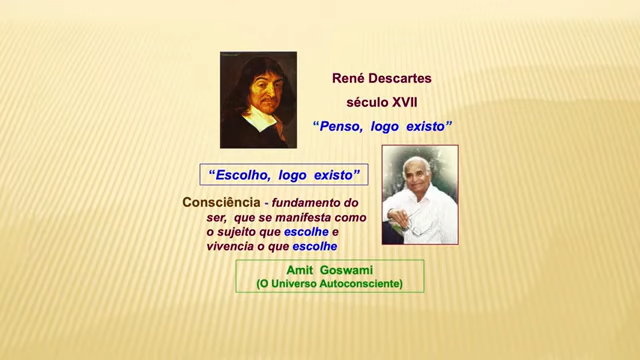 René Descartes
século XVII
“Penso, logo existo”
“Escolho, logo existo”
Consciência - fundamento do
ser, que se manifesta como
o sujeito que escolhe e
vivencia o que escolhe
Amit Goswami
(O Universo Autoconsciente)